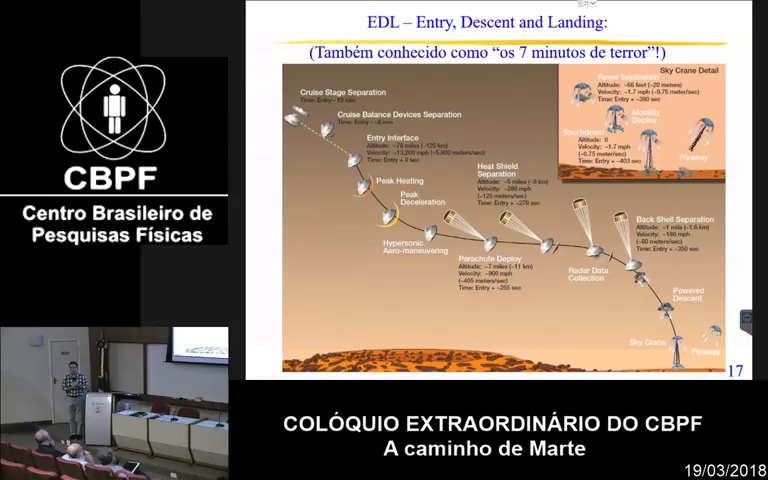 EDL – Entry, Descent and Landing:
(Também conhecido como “os 7 minutos de terror”!)
CBPF
Centro Brasileiro de
Pesquisas Físicas
Cruise Stage Separation
Time: Entry - 10 min
Cruise Balance Devices Separation
Time: Entry - ~8 min
Entry Interface
Altitude: ~78 miles (~125 km)
Velocity: ~13,200 mph (~5,900 meters/sec)
Time: Entry + 0 sec
Peak Heating
Peak
Deceleration
Hypersonic
Aero-maneuvering
Parachute Deploy
Altitude: ~7 miles (~11 km)
Velocity: ~900 mph
(~405 meters/sec)
Time: Entry + ~255 sec
Heat Shield
Separation
Altitude: ~5 miles (~8 km)
Velocity: ~280 mph
(~125 meters/sec)
Time: Entry + ~279 sec
Radar Data
Collection
Back Shell Separation
Altitude: ~1 mile (~1.6 km)
Velocity: ~180 mph
(~80 meters/sec)
Time: Entry + ~350 sec
Powered
Descent
Sky Crane
Flyaway
Sky Crane Detail
Rover Separation
Altitude: ~66 feet (~20 meters)
Velocity: ~1.7 mph (~0.75 meter/sec)
Time: Entry + ~390 sec
Mobility
Deploy
Touchdown
Altitude: 0
Velocity: ~1.7 mph
(~0.75 meter/sec)
Time: Entry + ~403 sec
Flyaway
17
COLÓQUIO EXTRAORDINÁRIO DO CBPF
A caminho de Marte
19/03/2018